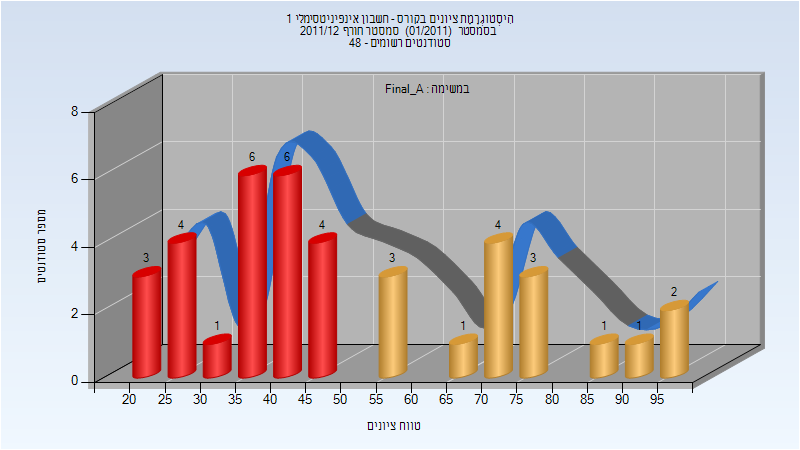 היסטוגרמת ציונים בקורס - חשבון אינפיניטסימלי 1
בסמסטר (01/2011) סמסטר חורף 2011/12
סטודנטים רשומים - 48
במשימה : Final_A
מספר סטודנטים
8
6
4
2
0
3
4
1
6
6
4
3
1
4
3
1
1
2
20 25 30 35 40 45 50 55 60 65 70 75 80 85 90 95
טווח ציונים